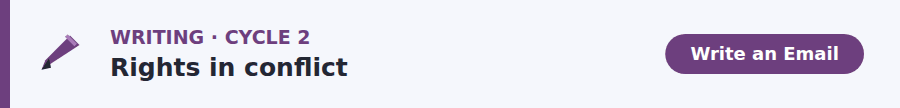 WRITING · CYCLE 2
Rights in conflict
Write an Email